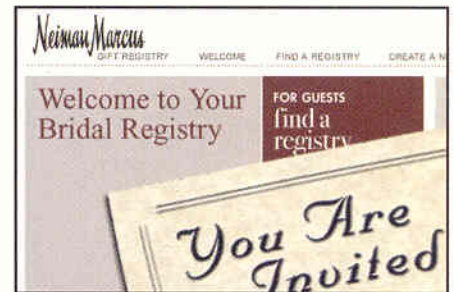 Neiman Marcus
GIFT REGISTRY WELCOME FIND A REGISTRY CREATE A N
Welcome to Your
Bridal Registry
FOR GUESTS
find a
registry
You Are
Invited